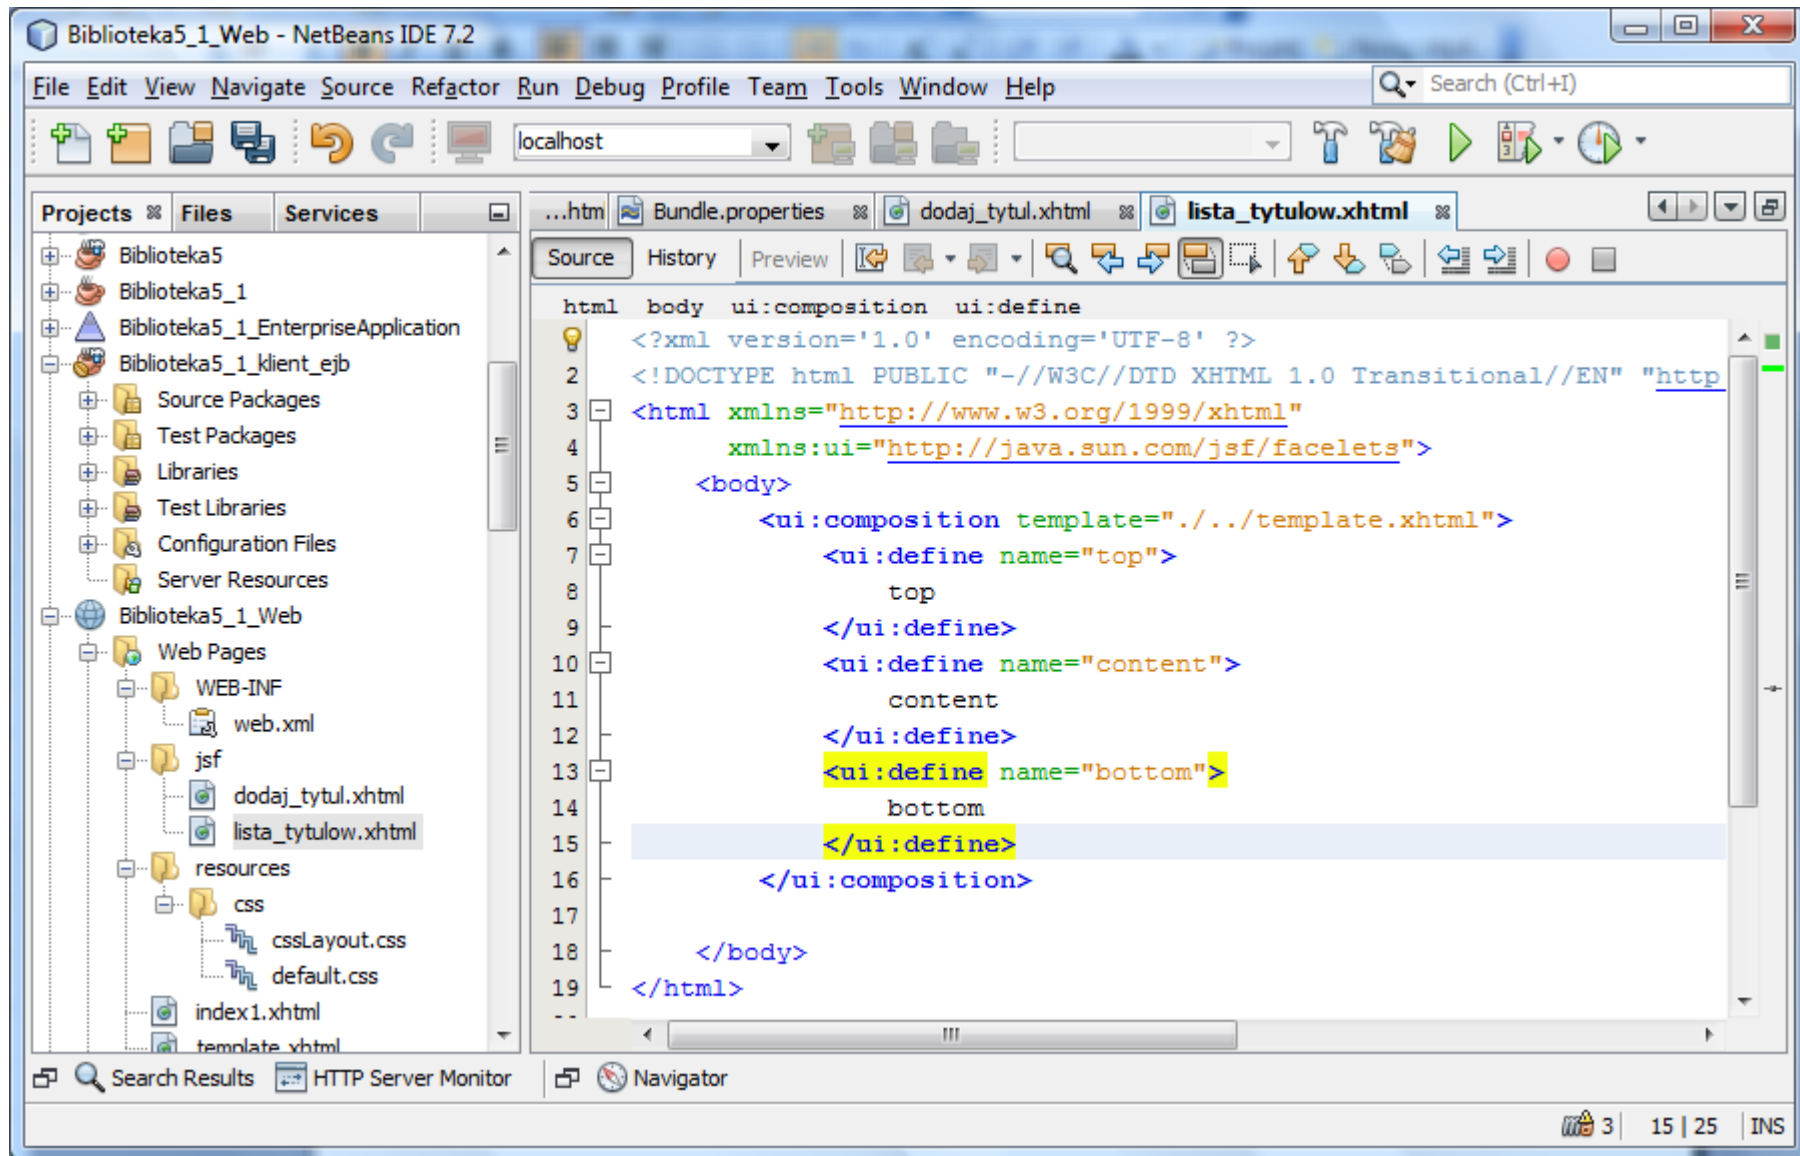 Biblioteka5_1_Web - NetBeans IDE 7.2
File Edit View Navigate Source Refactor Run Debug Profile Team Tools Window Help
Search (Ctrl+I)
localhost
Projects Files Services
...htm Bundle.properties dodaj_tytul.xhtml lista_tytulow.xhtml
Source History Preview
Biblioteka5
Biblioteka5_1
Biblioteka5_1_EnterpriseApplication
Biblioteka5_1_klient_ejb
Source Packages
Test Packages
Libraries
Test Libraries
Configuration Files
Server Resources
Biblioteka5_1_Web
Web Pages
WEB-INF
web.xml
jsf
dodaj_tytul.xhtml
lista_tytulow.xhtml
resources
css
cssLayout.css
default.css
index1.xhtml
template.xhtml
html body ui:composition ui:define
<?xml version='1.0' encoding='UTF-8' ?>
2 <!DOCTYPE html PUBLIC "-//W3C//DTD XHTML 1.0 Transitional//EN" "http
3 <html xmlns="http://www.w3.org/1999/xhtml"
4 xmlns:ui="http://java.sun.com/jsf/facelets">
5 <body>
6 <ui:composition template="./../template.xhtml">
7 <ui:define name="top">
8 top
9 </ui:define>
10 <ui:define name="content">
11 content
12 </ui:define>
13 <ui:define name="bottom">
14 bottom
15 </ui:define>
16 </ui:composition>
17
18 </body>
19 </html>
Search Results HTTP Server Monitor Navigator
3 15 | 25 INS